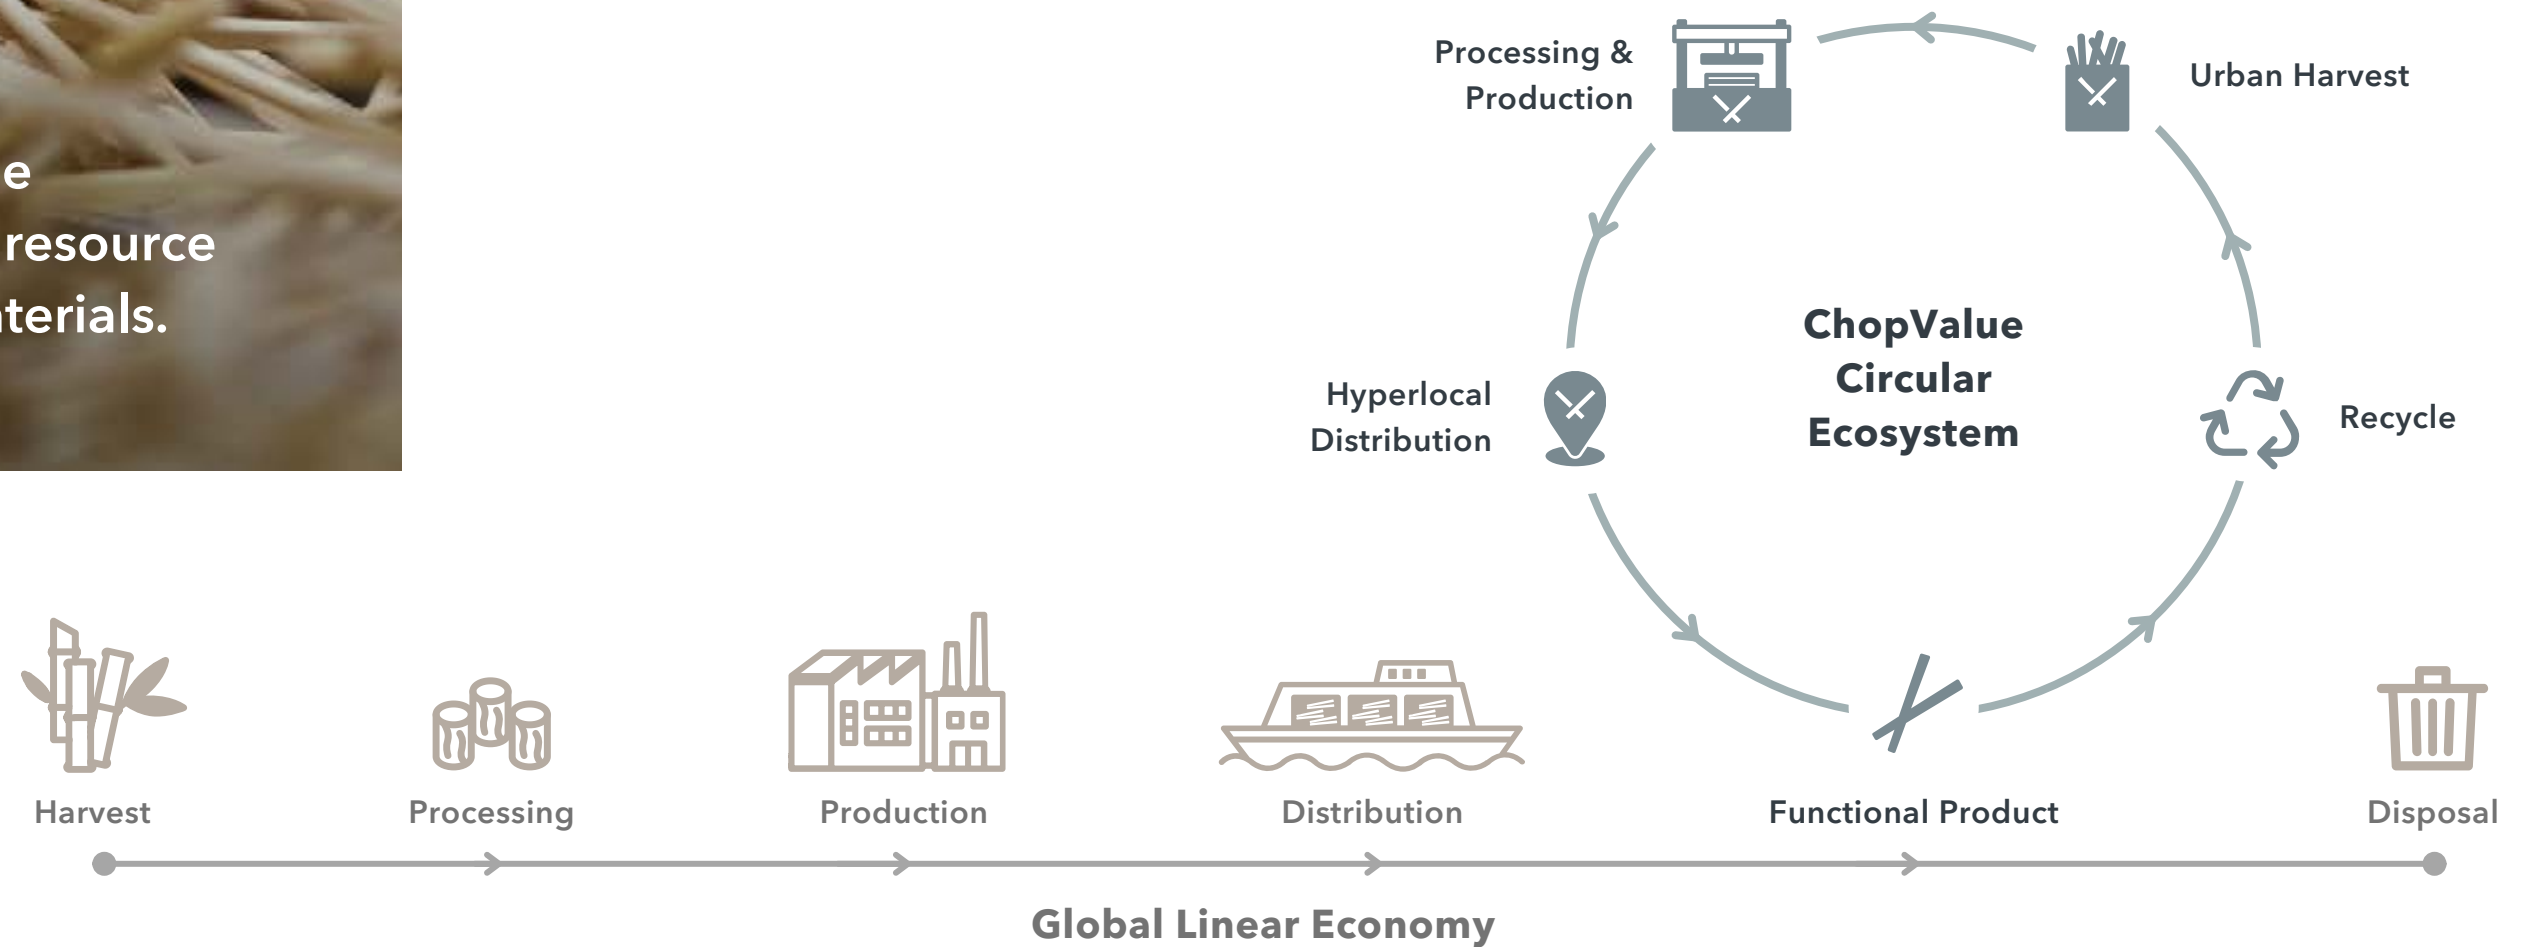 e
resource
terials.
Processing &
Production
Urban Harvest
Hyperlocal
Distribution
ChopValue
Circular
Ecosystem
Recycle
Harvest
Processing
Production
Distribution
Functional Product
Disposal
Global Linear Economy